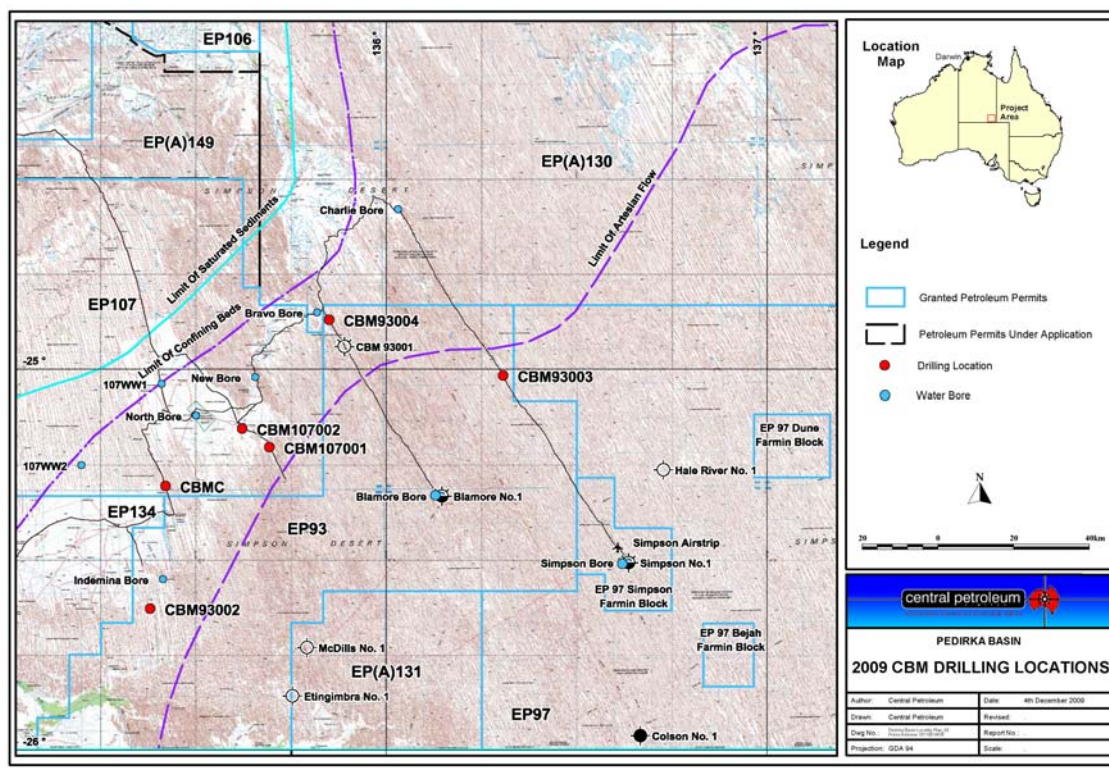 EP106
136°
137°
EP(A)149
EP(A)130
SIMP
SIMPSON DESERT
Charlie Bore
Limit Of Saturated Sediments
Limit Of Artesian Flow
EP107
Limit Of Confining Beds
Bravo Bore
CBM93004
CBM 93001
-25°
107WW1
New Bore
CBM93003
North Bore
CBM107002
EP 97 Dune
Farmin Block
CBM107001
107WW2
Hale River No. 1
CBMC
Blamore Bore
Blamore No.1
EP134
EP93
SIMPSON DESERT
SIMPS
Simpson Airstrip
Simpson Bore
Simpson No.1
Indemina Bore
EP 97 Simpson
Farmin Block
CBM93002
EP 97 Bejah
Farmin Block
McDills No. 1
EP(A)131
Etingimbra No. 1
EP97
Colson No. 1
-26°
Location
Map
Darwin
Project
Area
Legend
Granted Petroleum Permits
Petroleum Permits Under Application
Drilling Location
Water Bore
N
20 0 20 40km
central petroleum
PEDIRKA BASIN
2009 CBM DRILLING LOCATIONS
Author: Central Petroleum
Date: 4th December 2009
Drawn: Central Petroleum
Revised: .
Dwg No.:
Report No.: .
Projection: GDA 94
Scale: .